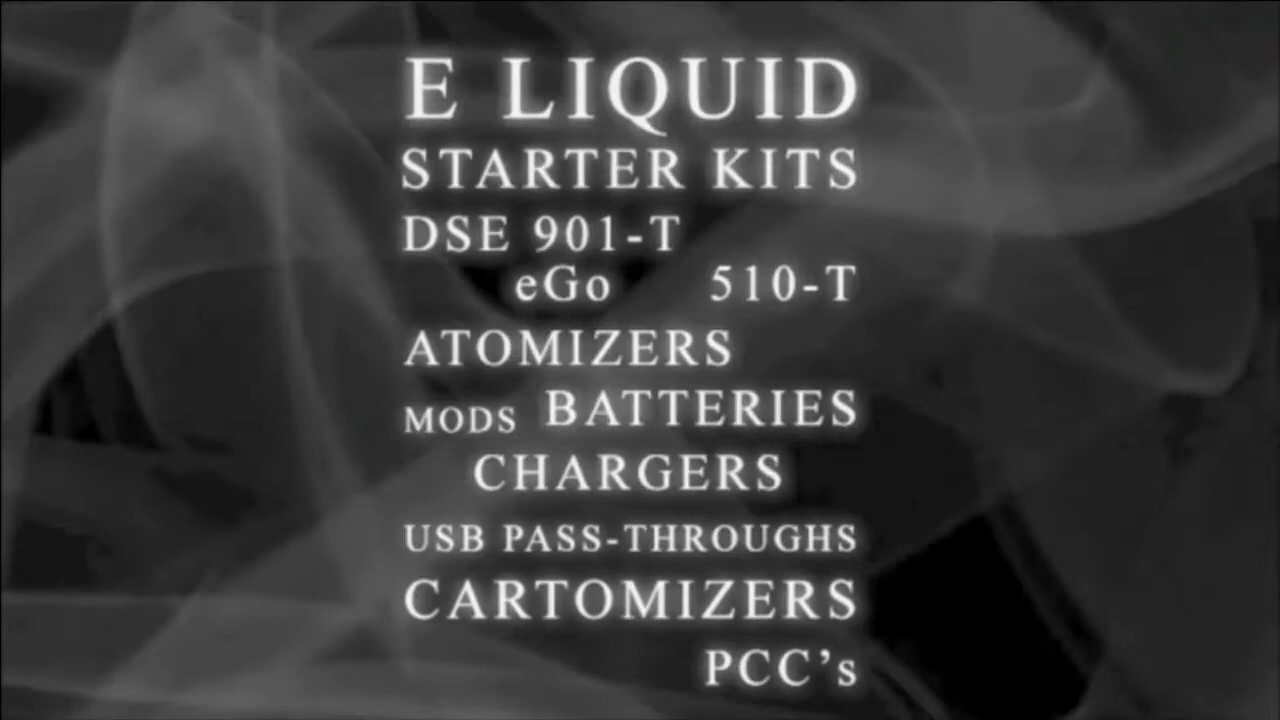 E LIQUID
STARTER KITS
DSE 901-T
eGo 510-T
ATOMIZERS
MODS BATTERIES
CHARGERS
USB PASS-THROUGHS
CARTOMIZERS
PCC's